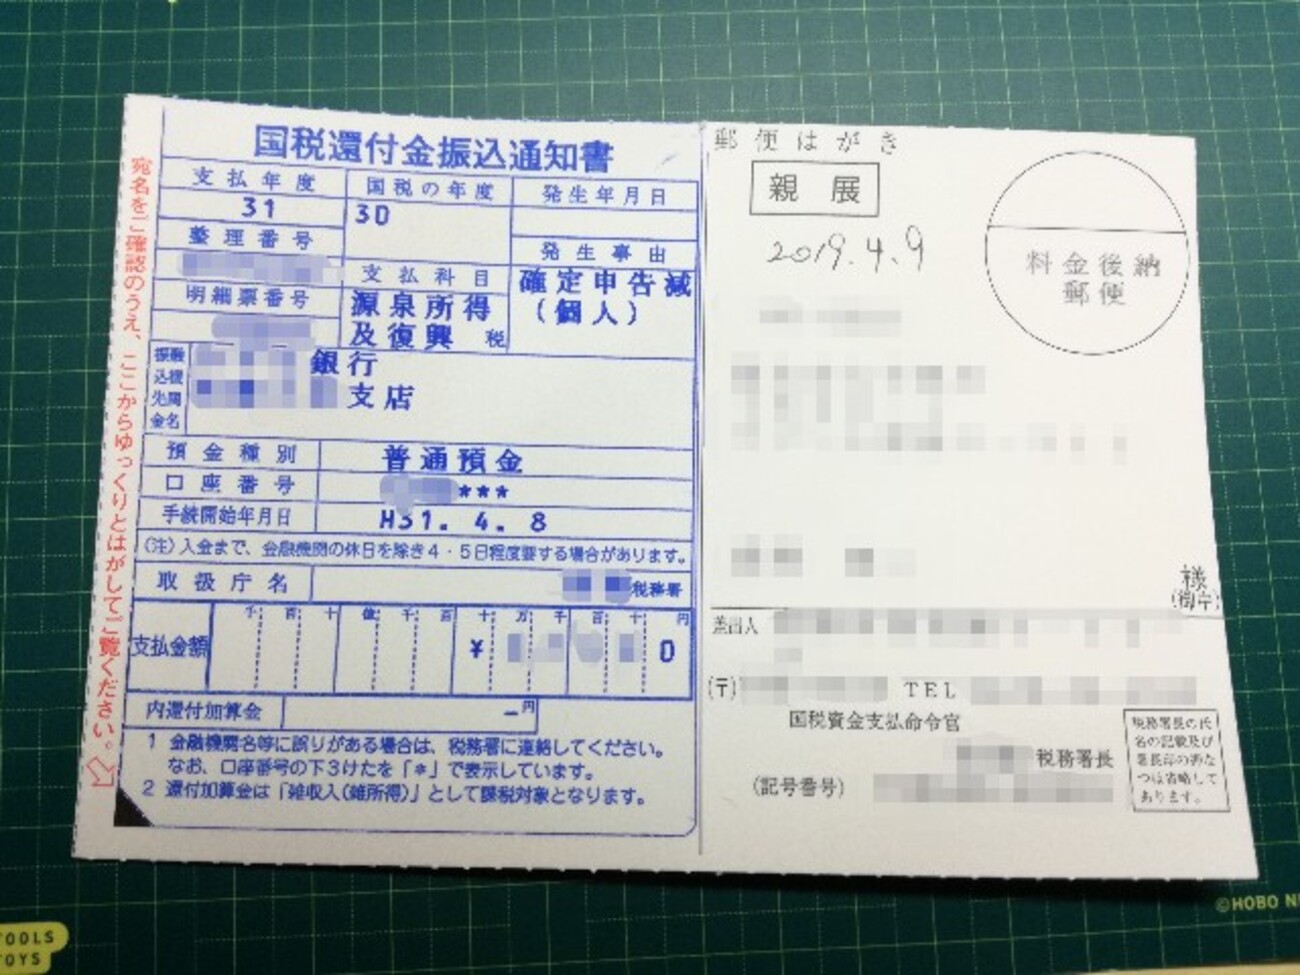 宛名をご確認のうえ、ここからゆっくりとはがしてご覧ください。
国税還付金振込通知書
支払年度
国税の年度
発生年月日
31
30
整理番号
発生事由
支払科目
確定申告減
(個人)
明細票番号
源泉所得
及復興 税
振込先
金融機関名
銀行
支店
預金種別
普通預金
口座番号
***
手続開始年月日
H31. 4. 8
(注)入金まで、金融機関の休日を除き4・5日程度要する場合があります。
取扱庁名
税務署
支払金額
千 百 十 億 千 百 十 万 千 百 十 円
¥ 0
内還付加算金
－円
1 金融機関名等に誤りがある場合は、税務署に連絡してください。
なお、口座番号の下3けたを「*」で表示しています。
2 還付加算金は「雑収入(雑所得)」として課税対象となります。
郵便はがき
親展
2019.4.9
料金後納
郵便
様
(御中)
差出人
(〒)
TEL
国税資金支払命令官
税務署長
(記号番号)
税務署長の氏
名の記載及び
署長印の押な
つは省略して
あります。
©HOBO
TOOLS
TOYS